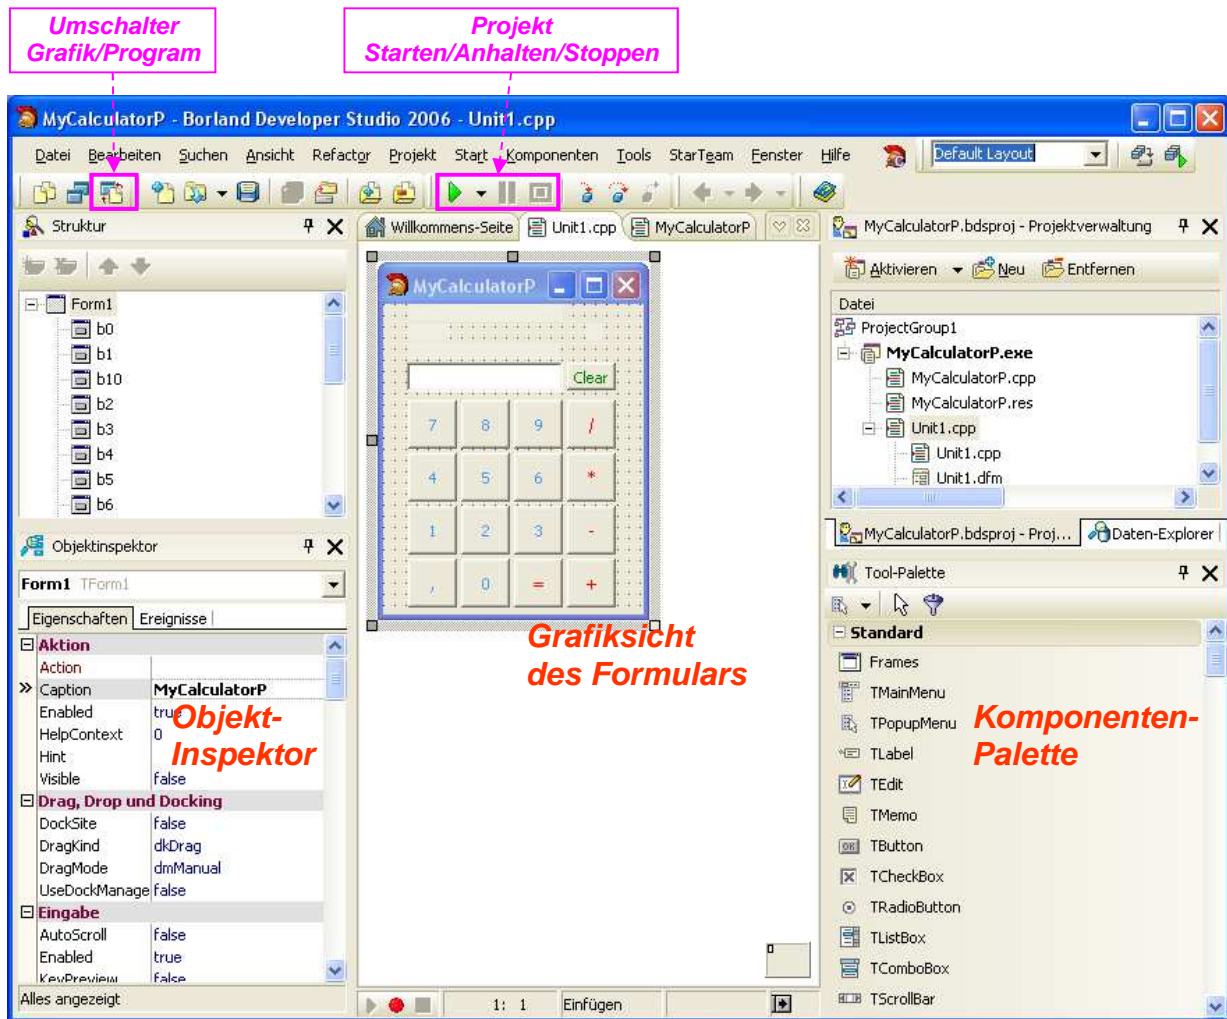 Umschalter
Grafik/Program
Projekt
Starten/Anhalten/Stoppen
MyCalculatorP - Borland Developer Studio 2006 - Unit1.cpp
Datei Bearbeiten Suchen Ansicht Refactor Projekt Start Komponenten Tools StarTeam Fenster Hilfe
Default Layout
Struktur
Form1
b0
b1
b10
b2
b3
b4
b5
b6
Objektinspektor
Form1 TForm1
Eigenschaften Ereignisse
Aktion
Action
Caption MyCalculatorP
Enabled true
HelpContext 0
Hint
Visible false
Drag, Drop und Docking
DockSite false
DragKind dkDrag
DragMode dmManual
UseDockManage false
Eingabe
AutoScroll false
Enabled true
KeyPreview false
Alles angezeigt
Objekt-
Inspektor
Willkommens-Seite Unit1.cpp MyCalculatorP
MyCalculatorP
Clear
7 8 9 /
4 5 6 *
1 2 3 -
, 0 = +
Grafiksicht
des Formulars
1: 1 Einfügen
MyCalculatorP.bdsproj - Projektverwaltung
Aktivieren Neu Entfernen
Datei
ProjectGroup1
MyCalculatorP.exe
MyCalculatorP.cpp
MyCalculatorP.res
Unit1.cpp
Unit1.cpp
Unit1.dfm
MyCalculatorP.bdsproj - Proj... Daten-Explorer
Tool-Palette
Standard
Frames
TMainMenu
TPopupMenu
TLabel
TEdit
TMemo
TButton
TCheckBox
TRadioButton
TListBox
TComboBox
TScrollBar
Komponenten-
Palette